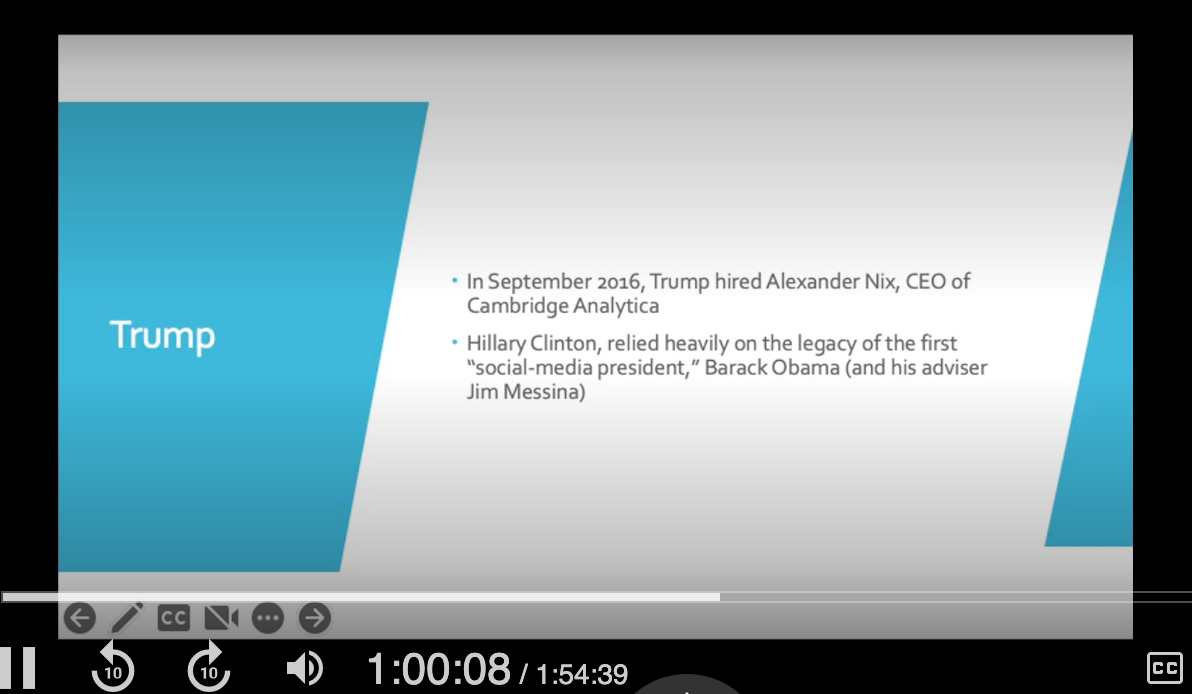 Trump
• In September 2016, Trump hired Alexander Nix, CEO of
Cambridge Analytica
• Hillary Clinton, relied heavily on the legacy of the first
“social-media president,” Barack Obama (and his adviser
Jim Messina)
CC
10
10
1:00:08 / 1:54:39
CC